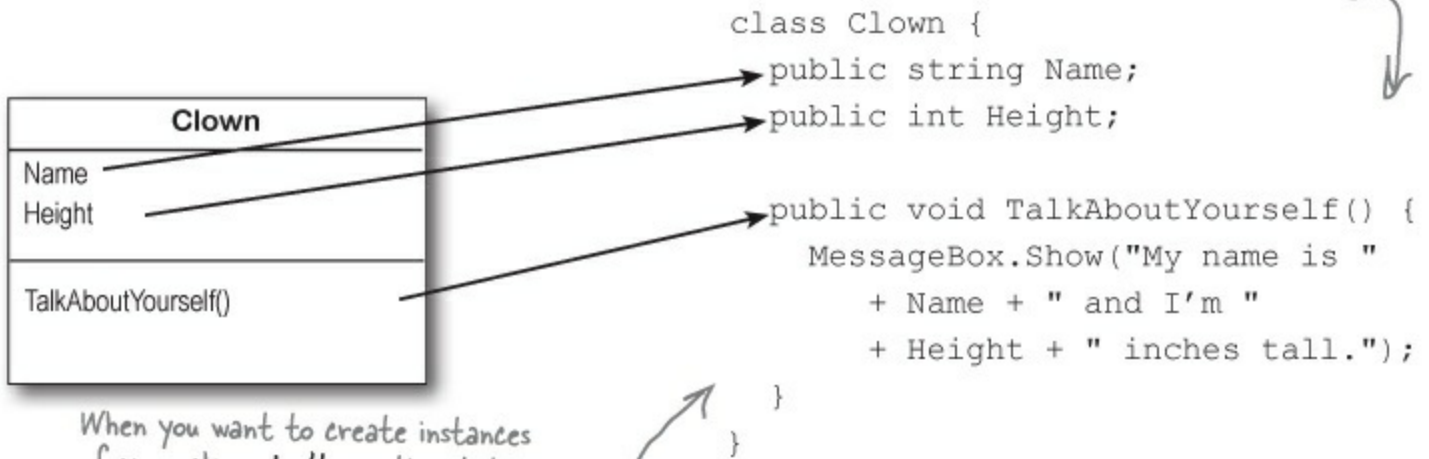 Clown
Name
Height
TalkAboutYourself()
When you want to create instances
class Clown {
public string Name;
public int Height;
public void TalkAboutYourself() {
MessageBox.Show("My name is "
+ Name + " and I'm "
+ Height + " inches tall.");
}
}